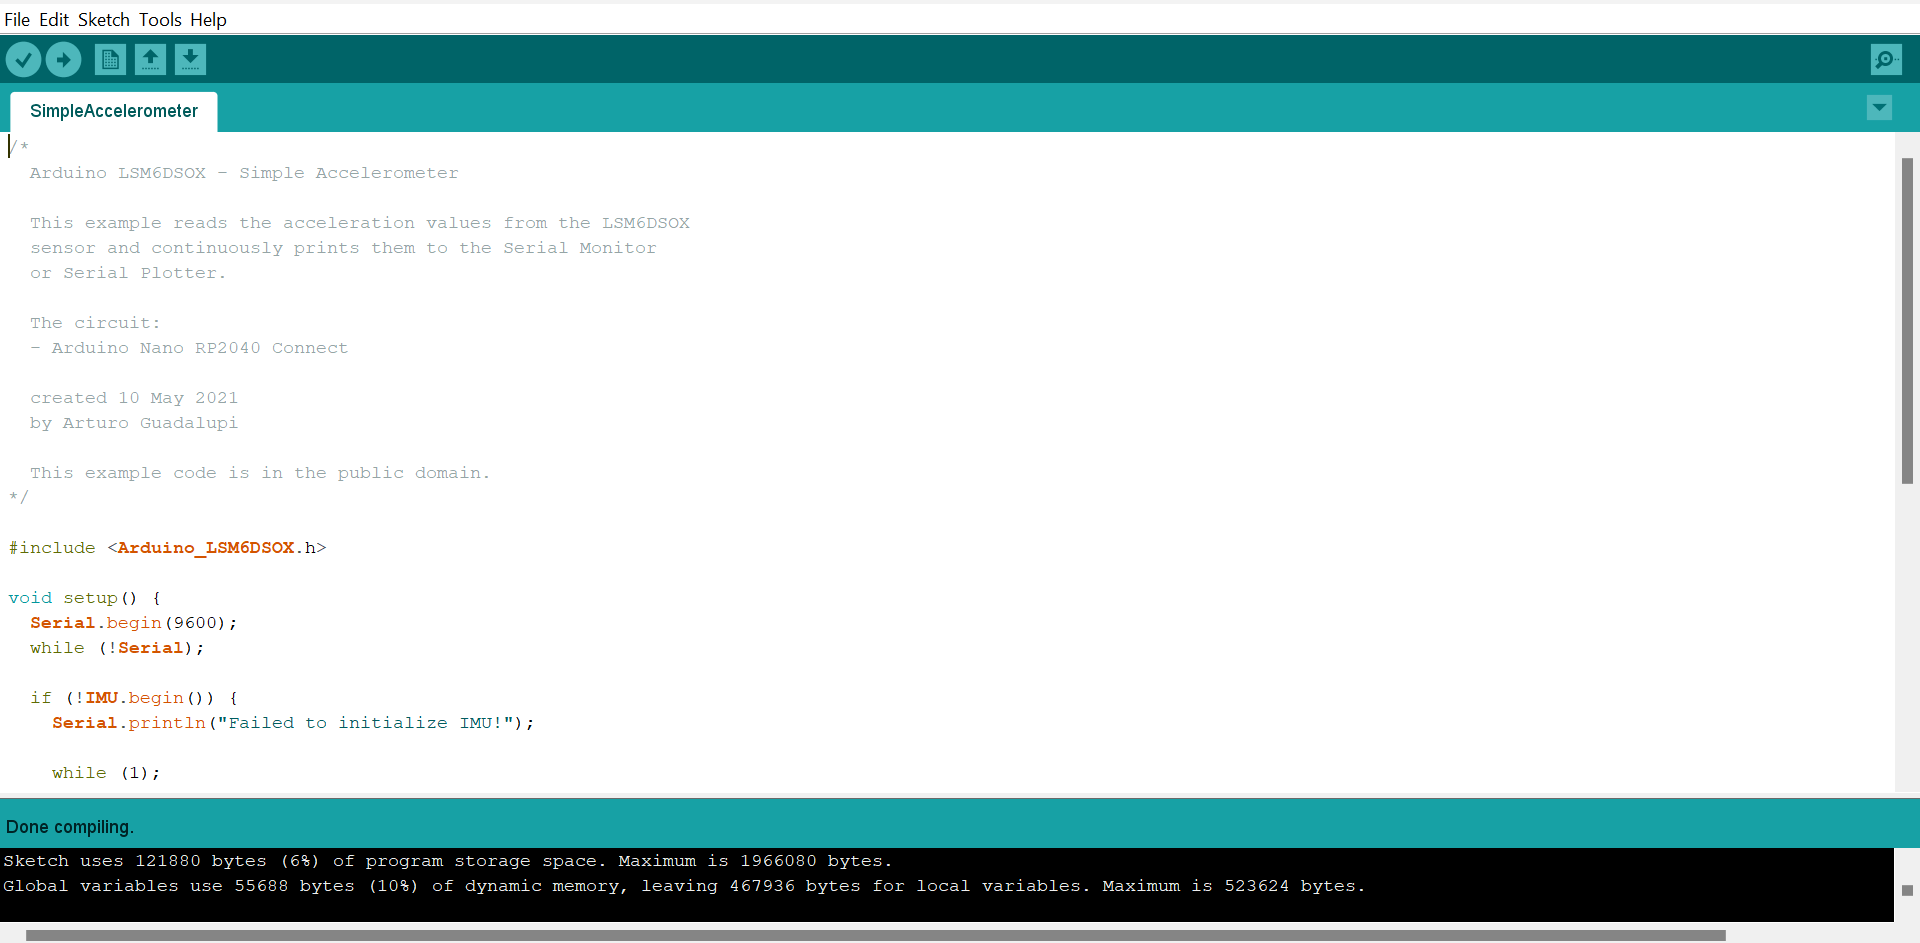 File Edit Sketch Tools Help
SimpleAccelerometer
/*
Arduino LSM6DSOX - Simple Accelerometer
This example reads the acceleration values from the LSM6DSOX
sensor and continuously prints them to the Serial Monitor
or Serial Plotter.
The circuit:
- Arduino Nano RP2040 Connect
created 10 May 2021
by Arturo Guadalupi
This example code is in the public domain.
*/
#include <Arduino_LSM6DSOX.h>
void setup() {
Serial.begin(9600);
while (!Serial);
if (!IMU.begin()) {
Serial.println("Failed to initialize IMU!");
while (1);
Done compiling.
Sketch uses 121880 bytes (6%) of program storage space. Maximum is 1966080 bytes.
Global variables use 55688 bytes (10%) of dynamic memory, leaving 467936 bytes for local variables. Maximum is 523624 bytes.